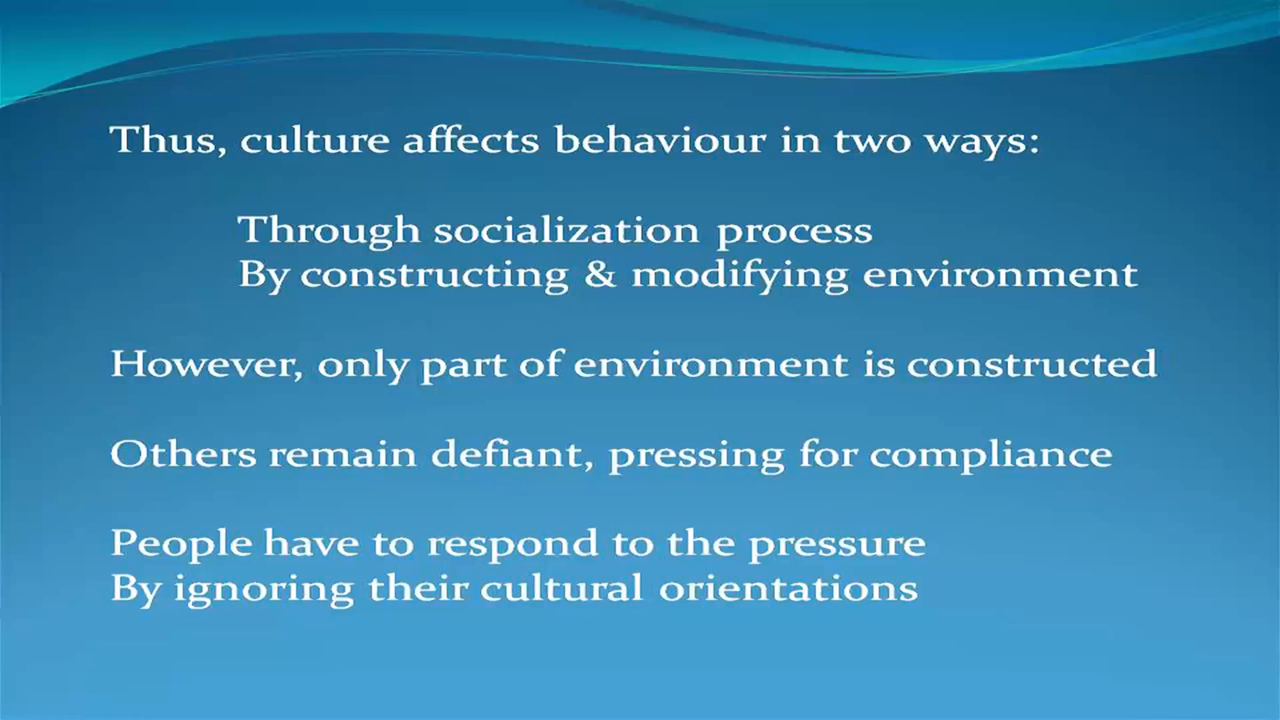 Thus, culture affects behaviour in two ways:
Through socialization process
By constructing & modifying environment
However, only part of environment is constructed
Others remain defiant, pressing for compliance
People have to respond to the pressure
By ignoring their cultural orientations